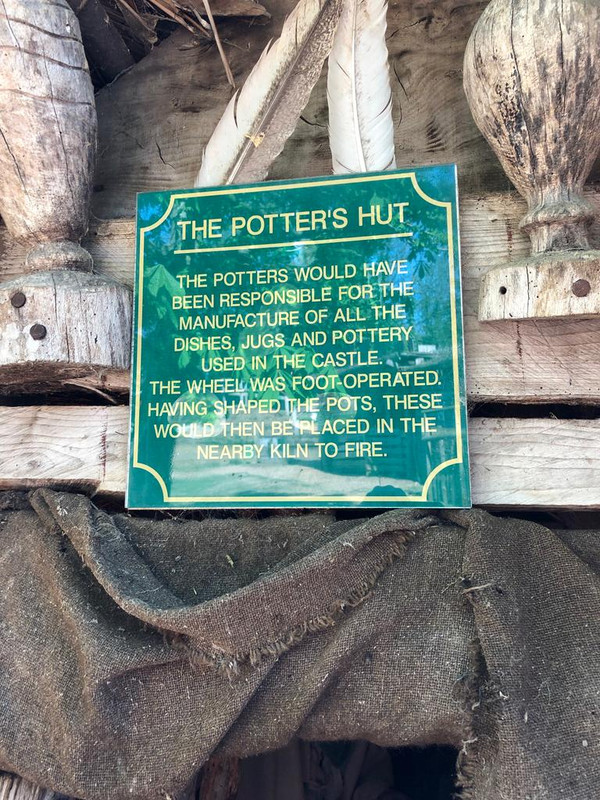 THE POTTER'S HUT
THE POTTERS WOULD HAVE
BEEN RESPONSIBLE FOR THE
MANUFACTURE OF ALL THE
DISHES, JUGS AND POTTERY
USED IN THE CASTLE.
THE WHEEL WAS FOOT-OPERATED.
HAVING SHAPED THE POTS, THESE
WOULD THEN BE PLACED IN THE
NEARBY KILN TO FIRE.